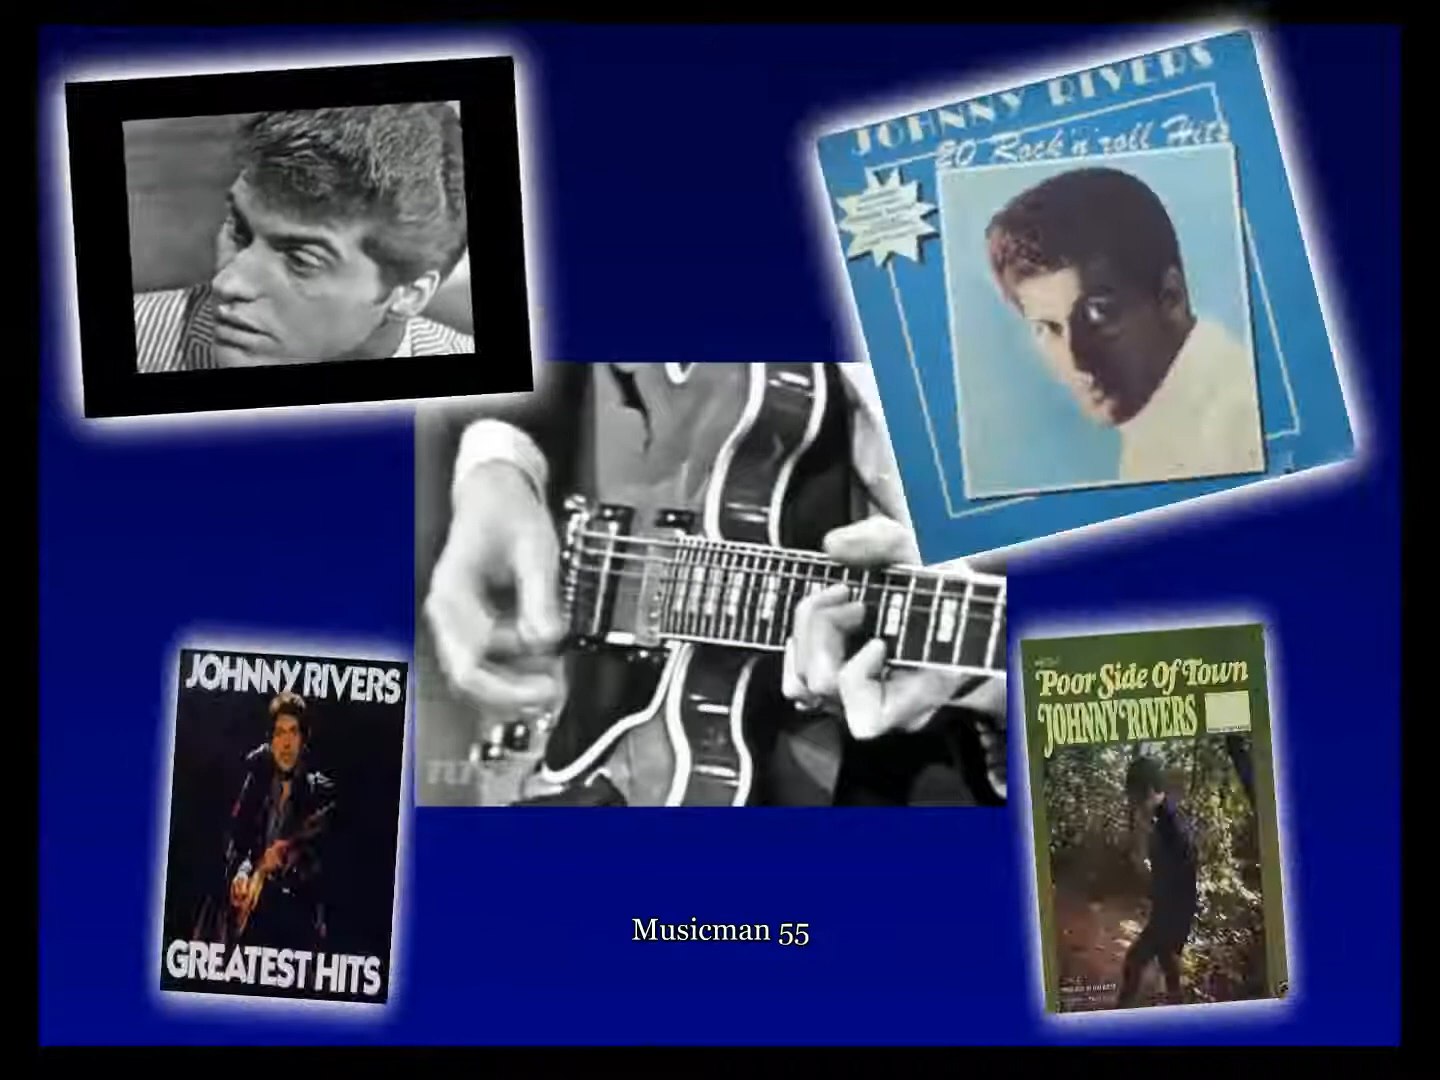 JOHNNY RIVERS
20 Rock'n'roll Hits
JOHNNY RIVERS
GREATEST HITS
Poor Side Of Town
JOHNNY RIVERS
Musicman 55